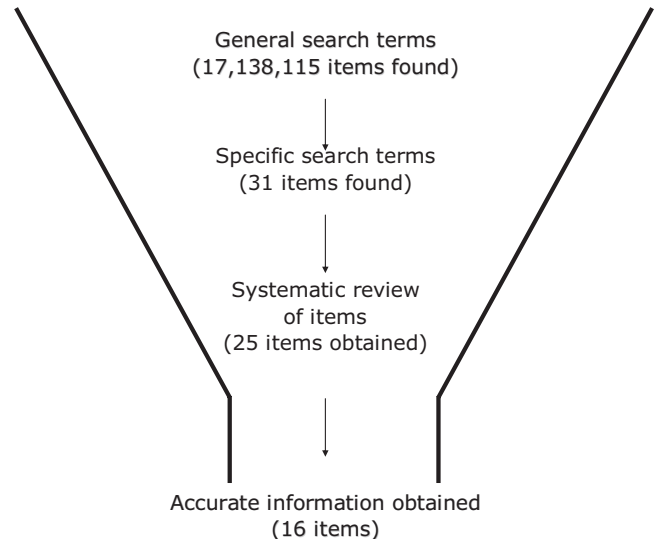 General search terms
(17,138,115 items found)
Specific search terms
(31 items found)
Systematic review
of items
(25 items obtained)
Accurate information obtained
(16 items)